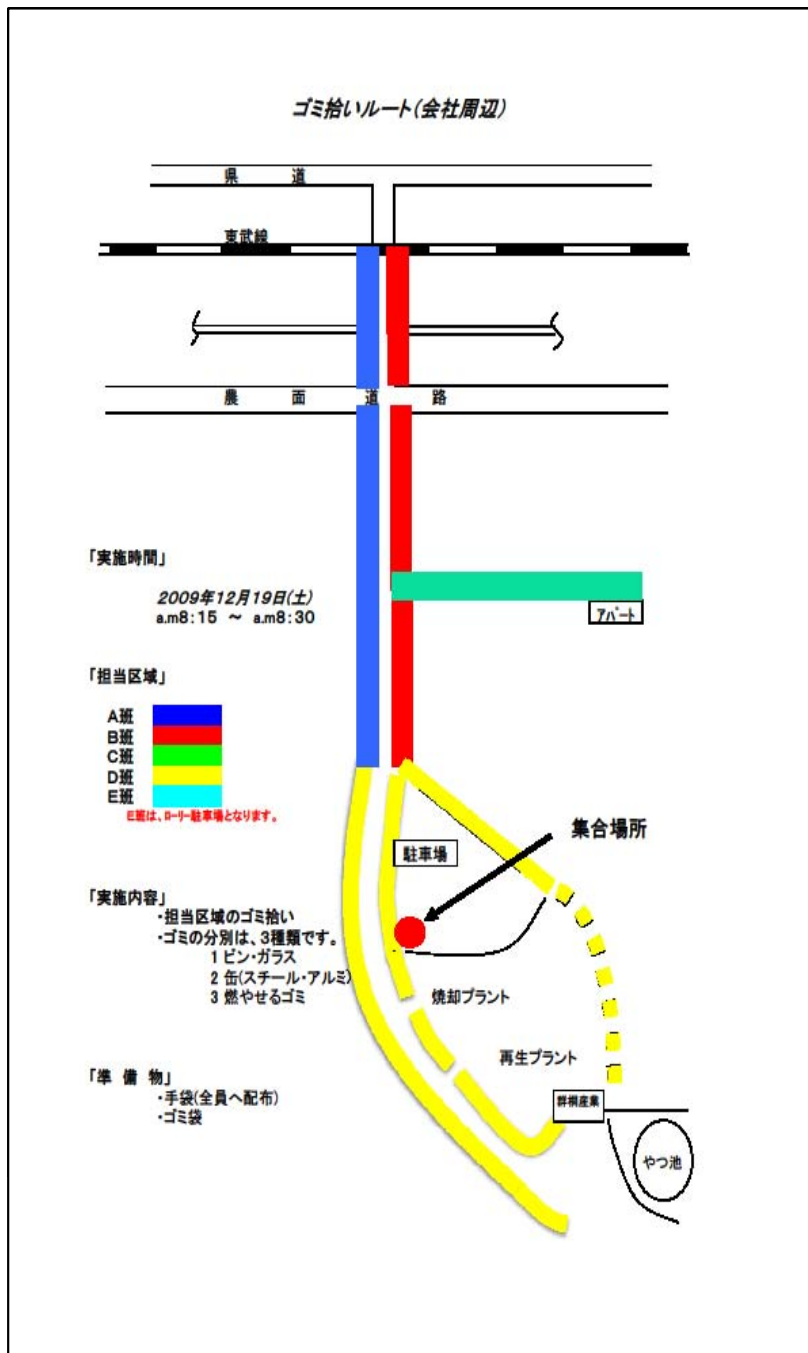 ゴミ拾いルート(会社周辺)
県 道
東武線
農 面 道 路
「実施時間」
2009年12月19日(土)
a.m8:15 ～ a.m8:30
アパート
「担当区域」
A班
B班
C班
D班
E班
E班は、ローリー駐車場となります。
集合場所
駐車場
「実施内容」
・担当区域のゴミ拾い
・ゴミの分別は、3種類です。
1 ビン・ガラス
2 缶(スチール・アルミ)
3 燃やせるゴミ
焼却プラント
再生プラント
「準 備 物」
・手袋(全員へ配布)
・ゴミ袋
群桐産業
やつ池